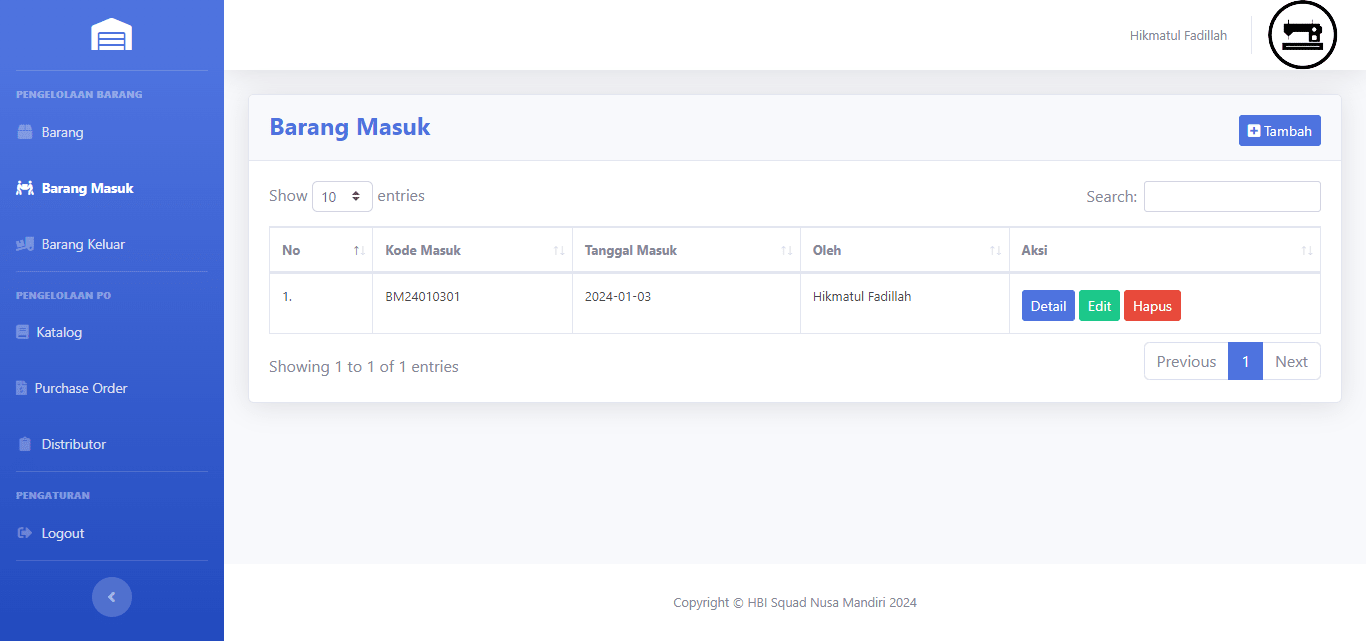 Hikmatul Fadillah
PENGELOLAAN BARANG
Barang
Barang Masuk
Barang Keluar
PENGELOLAAN PO
Katalog
Purchase Order
Distributor
PENGATURAN
Logout
Barang Masuk
Tambah
Show 10 entries
Search:
No Kode Masuk Tanggal Masuk Oleh Aksi
1. BM24010301 2024-01-03 Hikmatul Fadillah Detail Edit Hapus
Showing 1 to 1 of 1 entries
Previous 1 Next
Copyright © HBI Squad Nusa Mandiri 2024